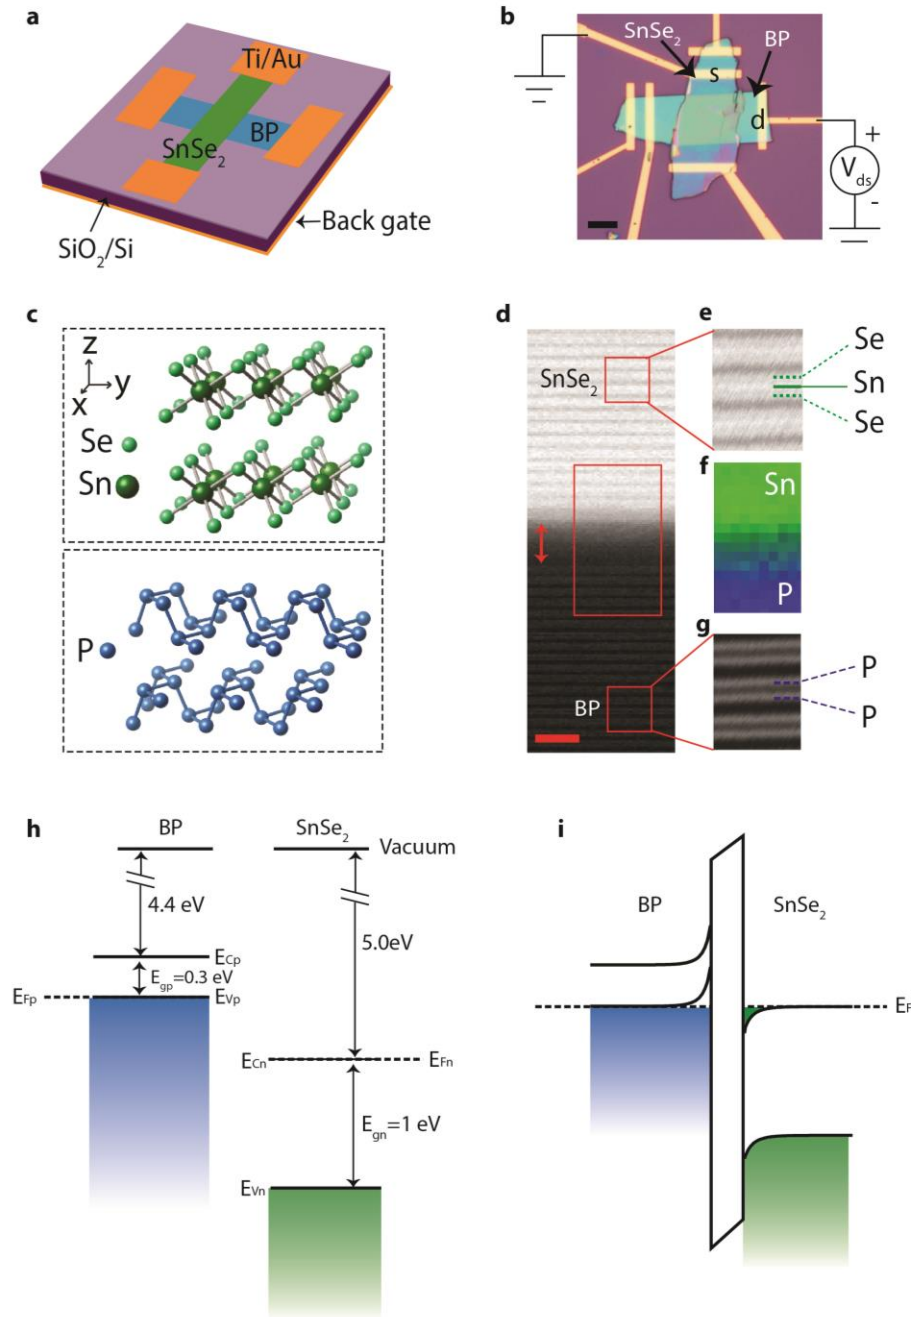 a
Ti/Au
BP
SnSe2
Back gate
SiO2/Si
b
SnSe2
BP
s
d
+
Vds
-
c
z
y
x
Se
Sn
P
d
SnSe2
BP
e
Se
Sn
Se
f
Sn
P
g
P
P
h
BP
SnSe2
Vacuum
4.4 eV
5.0eV
ECp
Egp=0.3 eV
EFp
EVp
ECn
EFn
Egn=1 eV
EVn
i
BP
SnSe2
EF